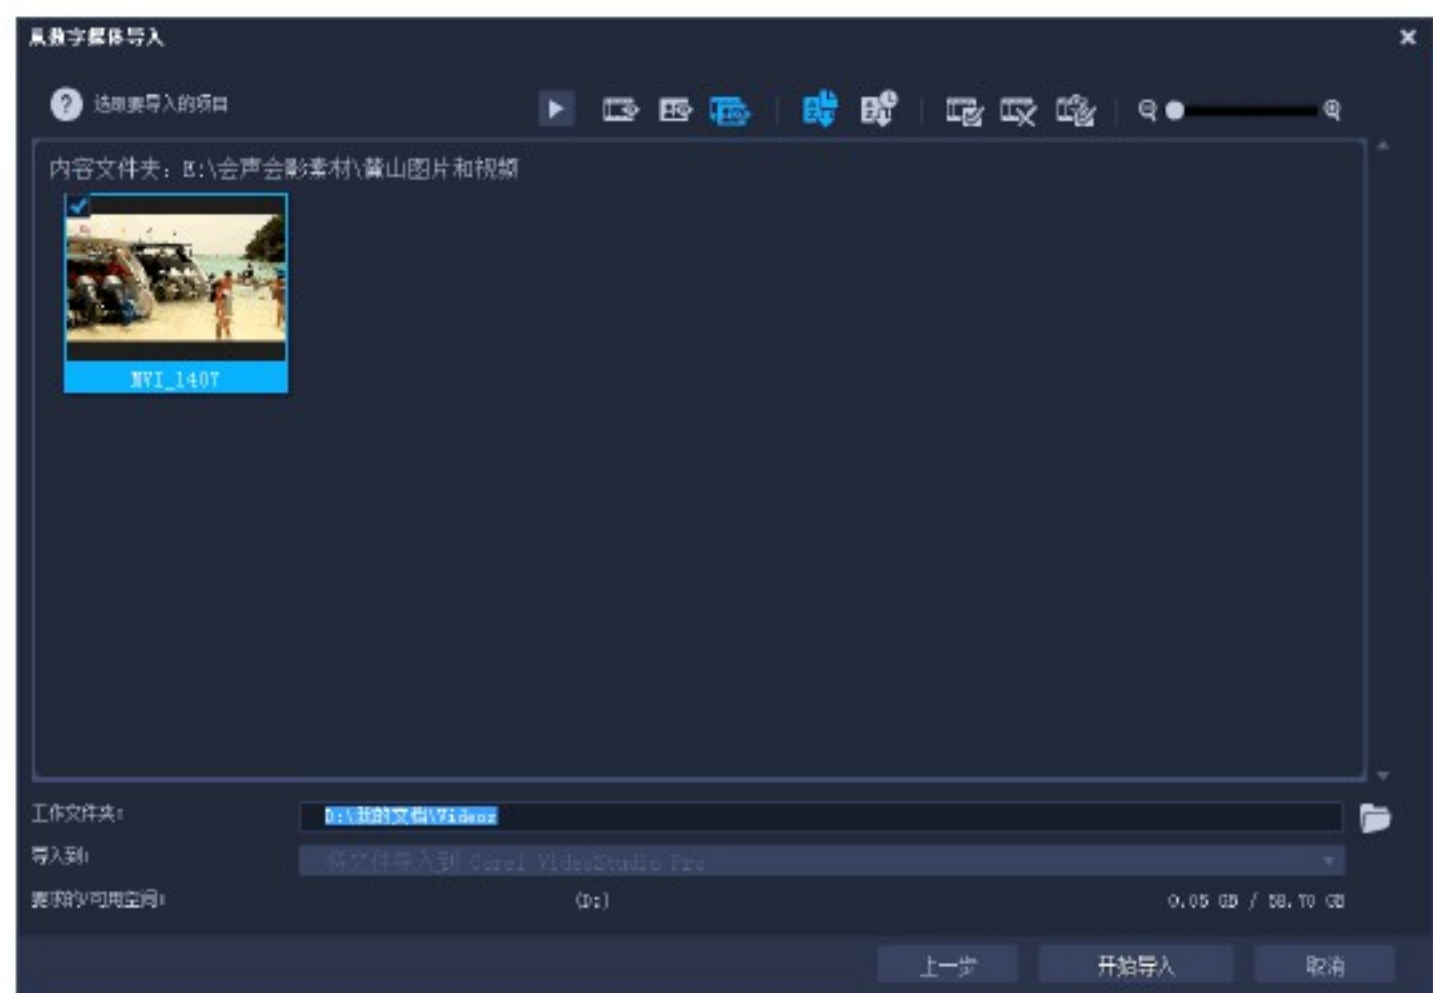 从数字媒体导入
选取要导入的项目
内容文件夹：E:\会声会影素材\麓山图片和视频
MVI_1407
工作文件夹：
D:\我的文档\Videos
导入到：
将文件导入到 Corel VideoStudio Pro
要求的/可用空间：
(D:)
0.05 GB / 58.70 GB
上一步
开始导入
取消